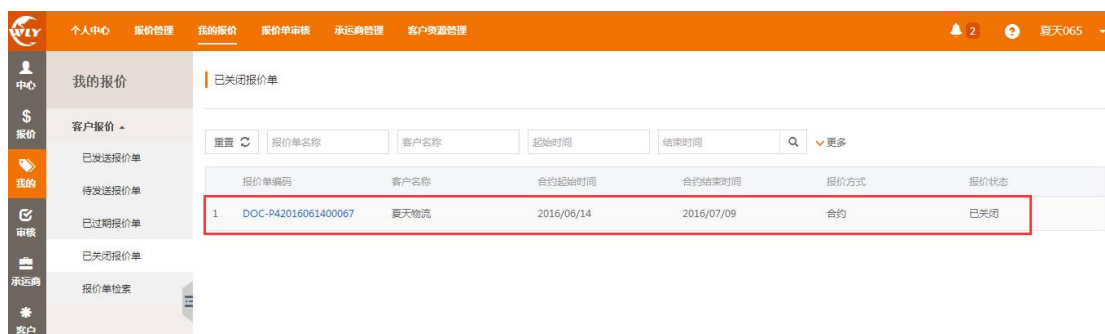 WLY 个人中心 报价管理 我的报价 报价单审核 承运商管理 客户资源管理 2 ? 夏天065
中心
$
报价
我的
审核
承运商
客户
我的报价
客户报价
已发送报价单
待发送报价单
已过期报价单
已关闭报价单
报价单检索
已关闭报价单
重置 报价单名称 客户名称 起始时间 结束时间 更多
报价单编码 客户名称 合约起始时间 合约结束时间 报价方式 报价状态
1 DOC-P42016061400067 夏天物流 2016/06/14 2016/07/09 合约 已关闭